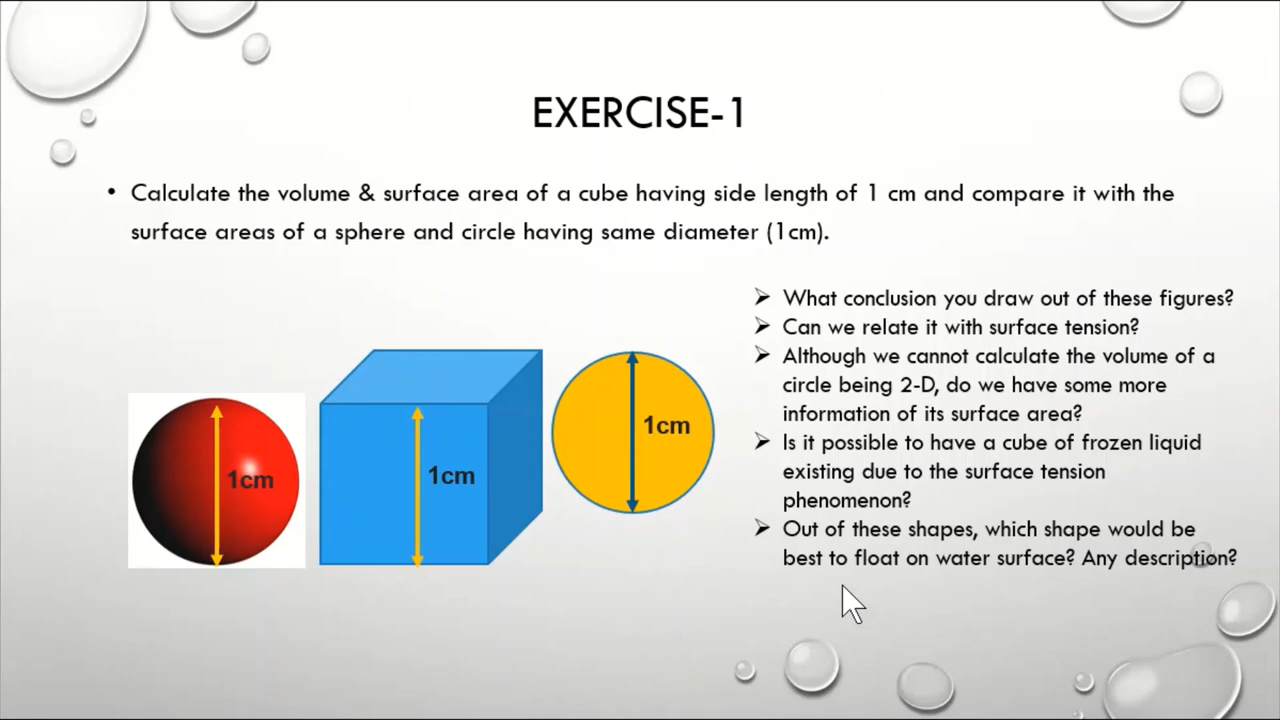 EXERCISE-1
• Calculate the volume & surface area of a cube having side length of 1 cm and compare it with the
surface areas of a sphere and circle having same diameter (1cm).
➢ What conclusion you draw out of these figures?
➢ Can we relate it with surface tension?
➢ Although we cannot calculate the volume of a
circle being 2-D, do we have some more
information of its surface area?
➢ Is it possible to have a cube of frozen liquid
existing due to the surface tension
phenomenon?
➢ Out of these shapes, which shape would be
best to float on water surface? Any description?
1cm
1cm
1cm